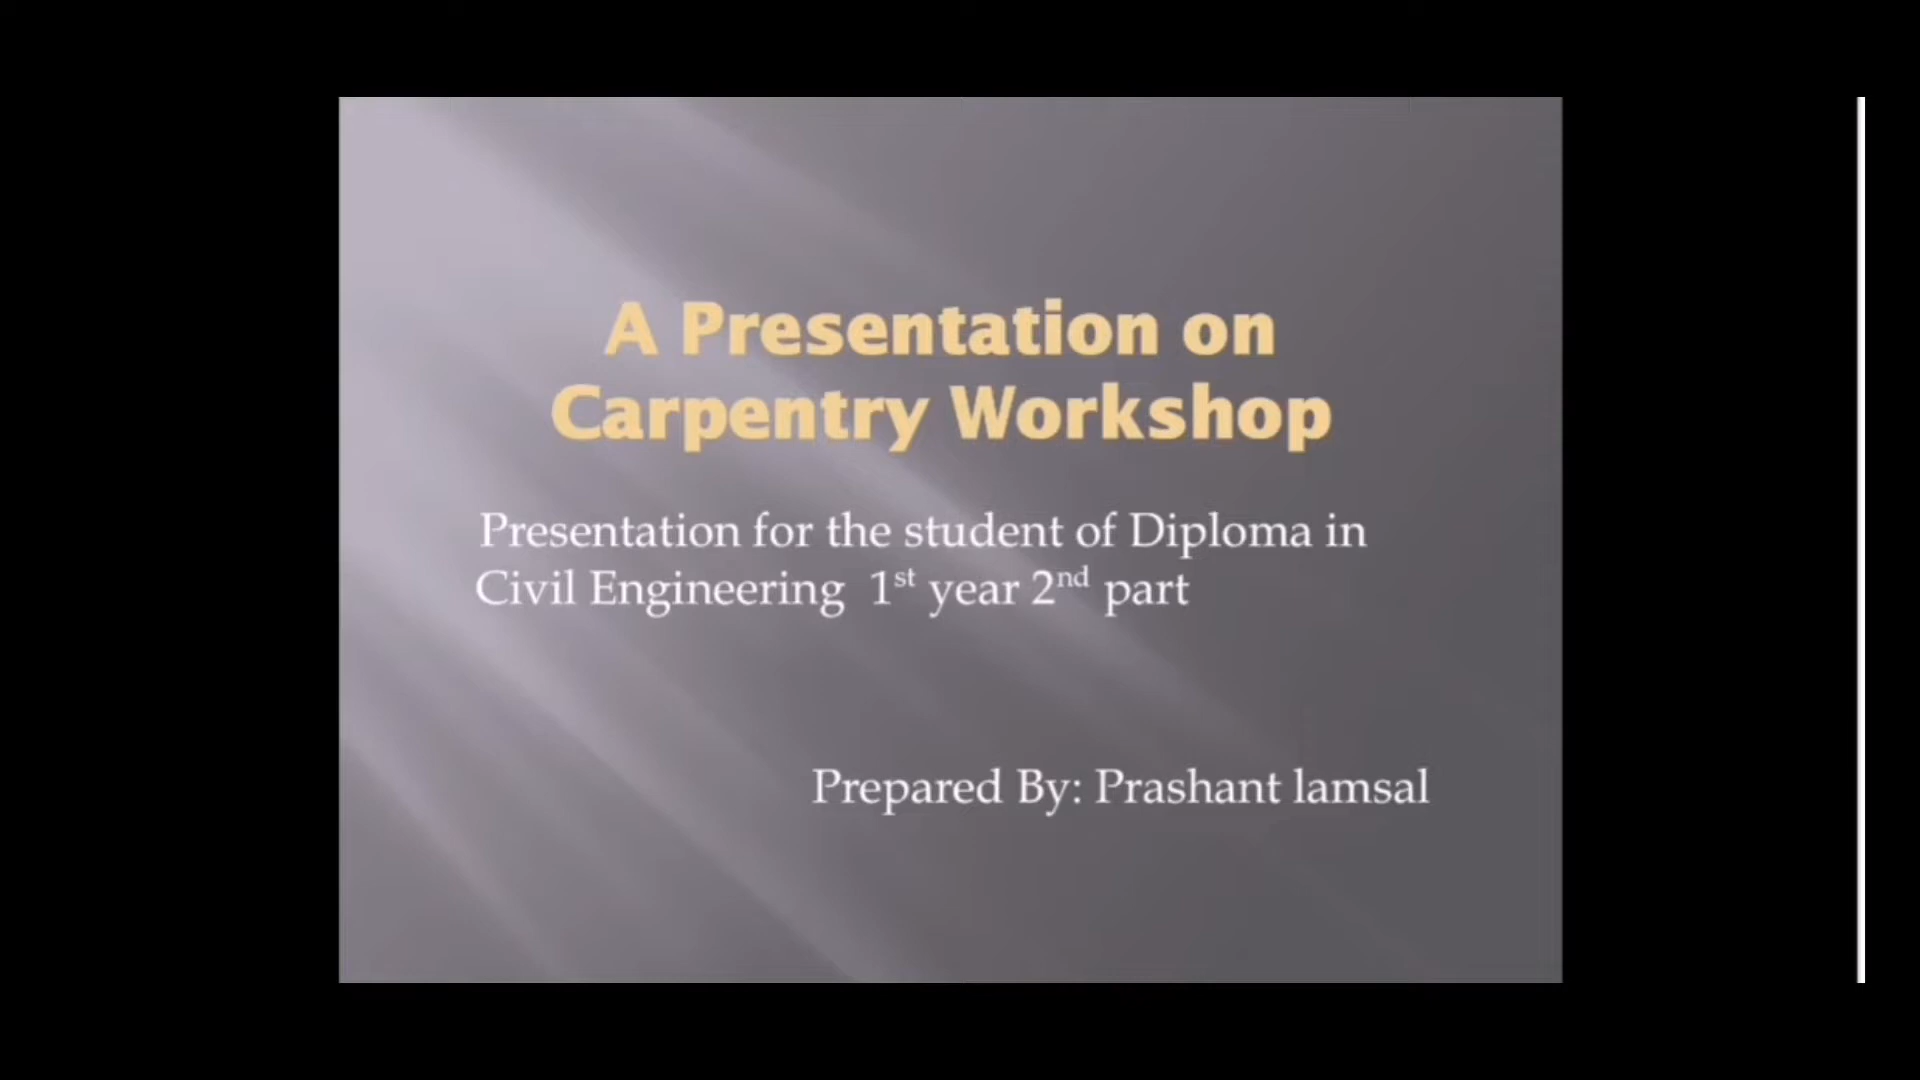 A Presentation on
Carpentry Workshop
Presentation for the student of Diploma in
Civil Engineering 1st year 2nd part
Prepared By: Prashant lamsal